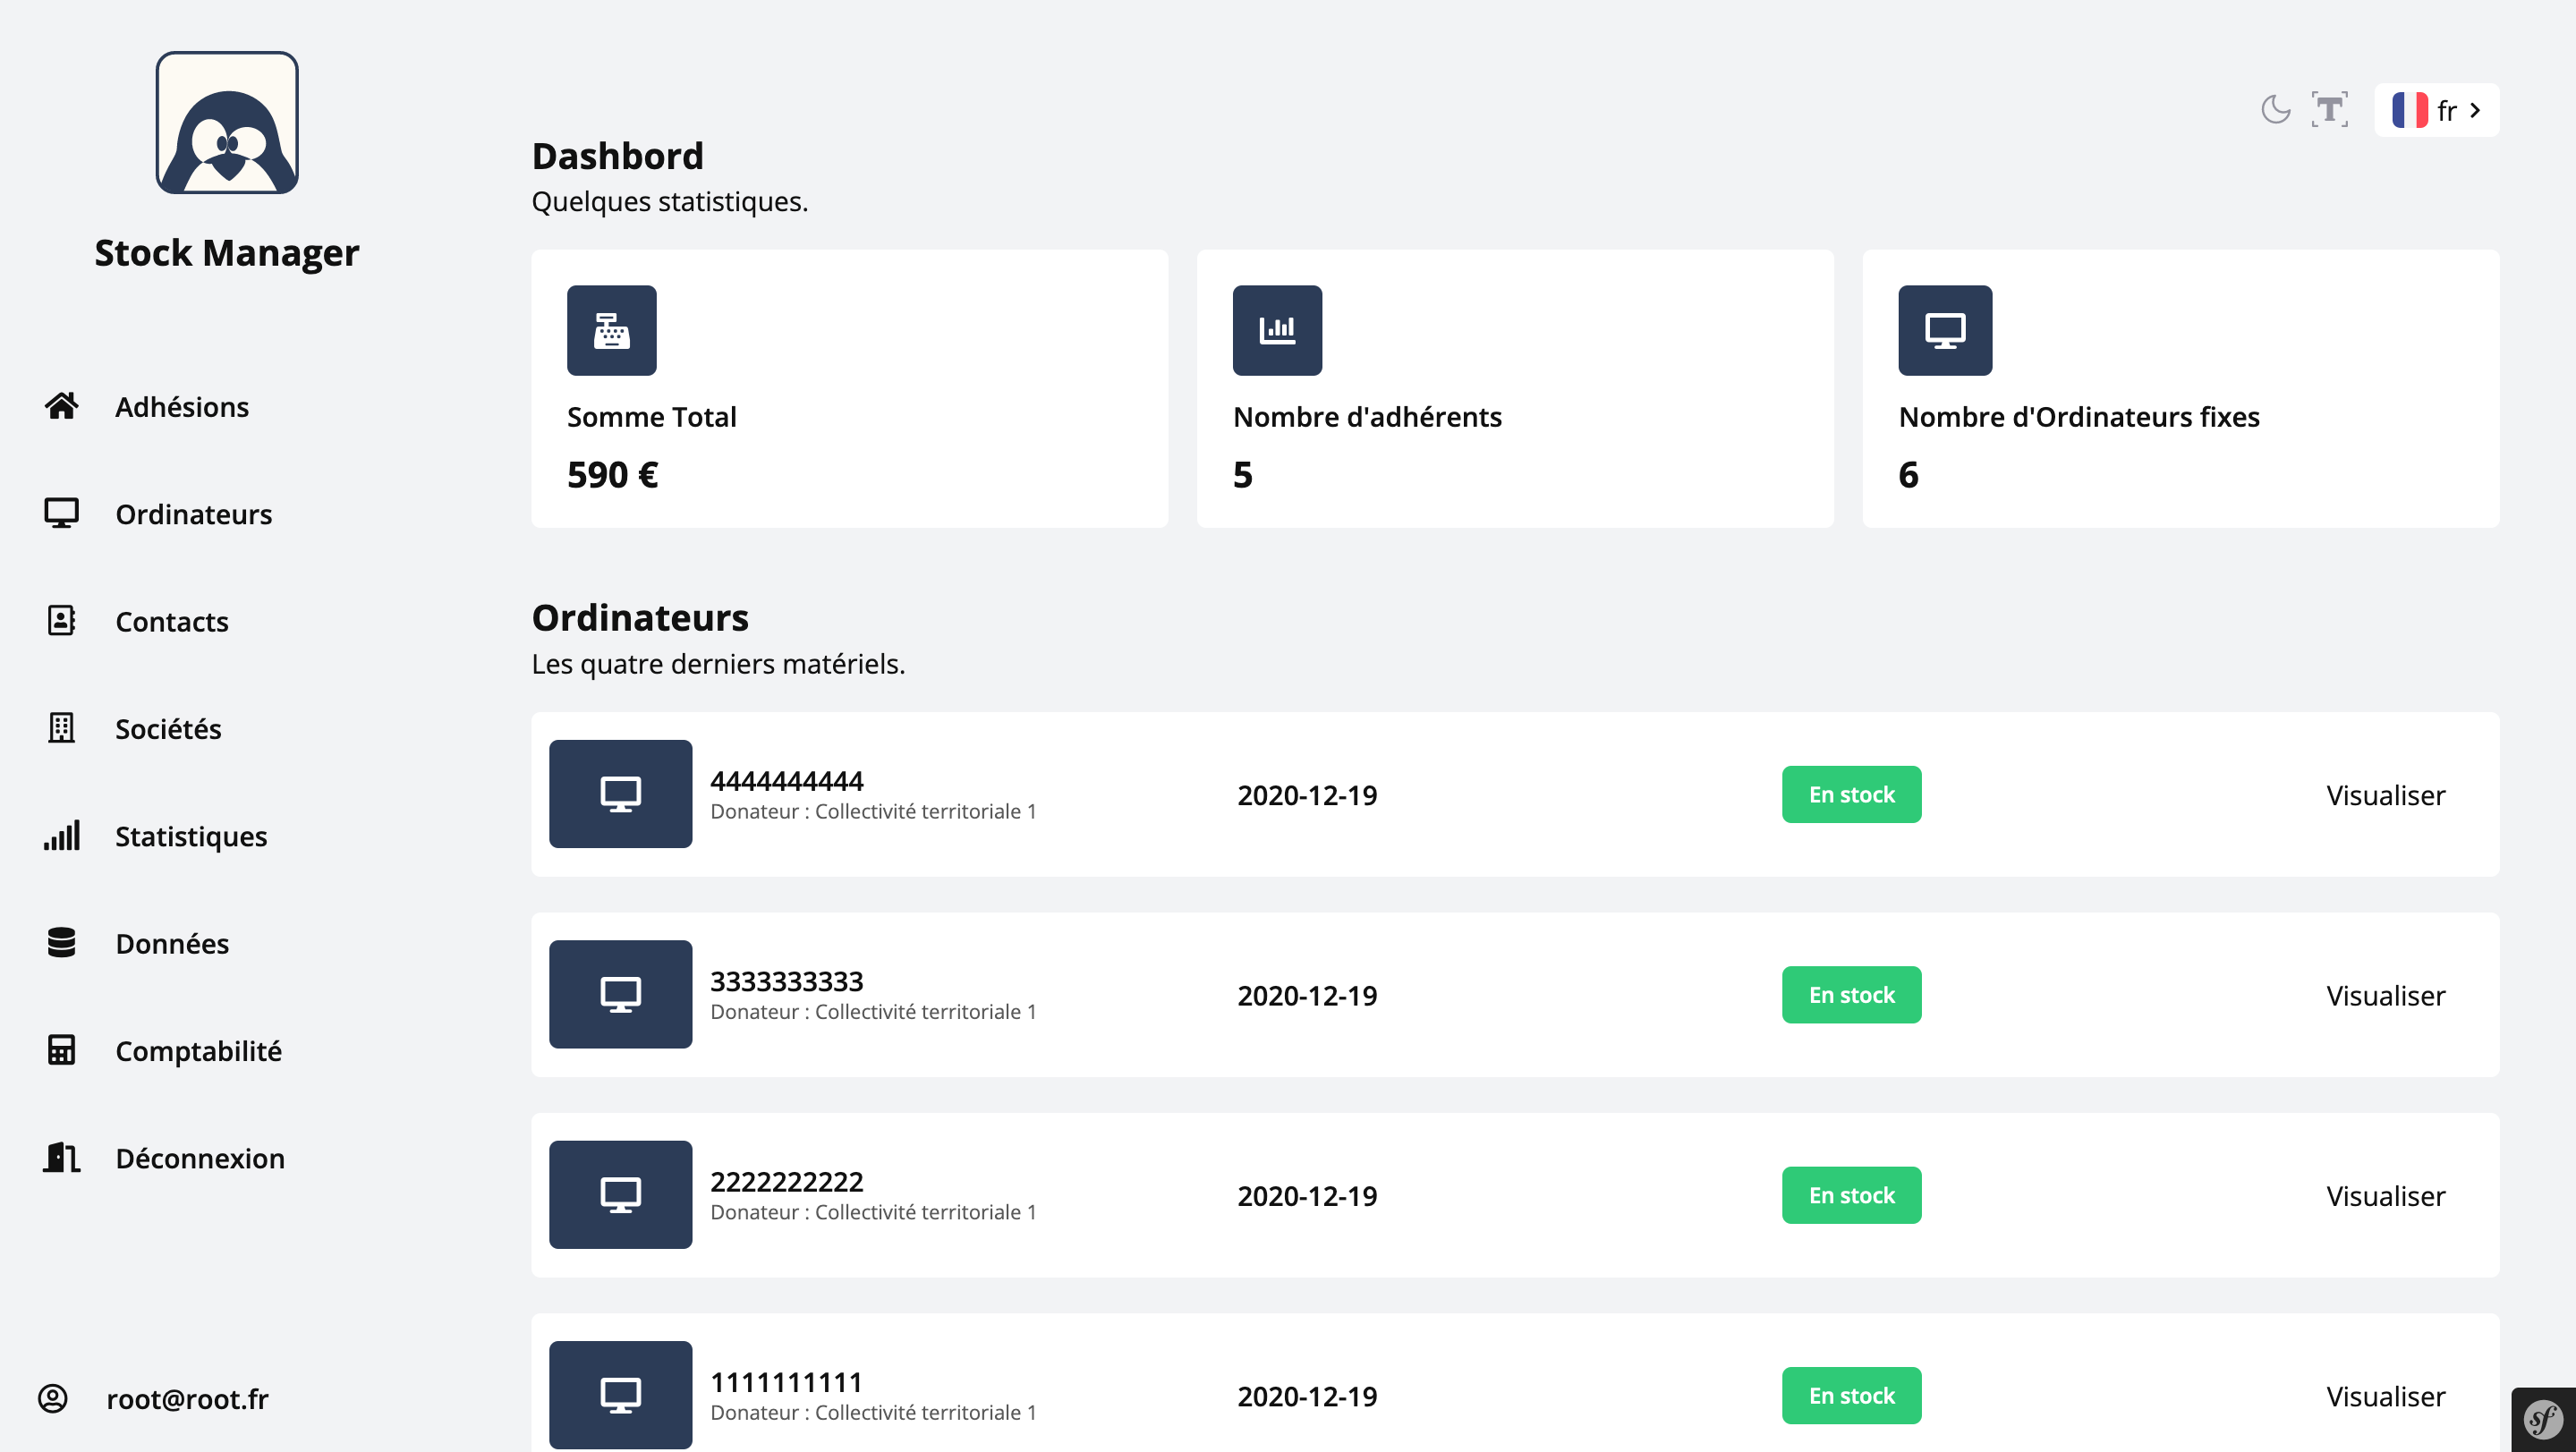 Stock Manager
Adhésions
Ordinateurs
Contacts
Sociétés
Statistiques
Données
Comptabilité
Déconnexion
root@root.fr
fr
Dashbord
Quelques statistiques.
Somme Total
590 €
Nombre d'adhérents
5
Nombre d'Ordinateurs fixes
6
Ordinateurs
Les quatre derniers matériels.
4444444444
Donateur : Collectivité territoriale 1
2020-12-19
En stock
Visualiser
3333333333
Donateur : Collectivité territoriale 1
2020-12-19
En stock
Visualiser
2222222222
Donateur : Collectivité territoriale 1
2020-12-19
En stock
Visualiser
1111111111
Donateur : Collectivité territoriale 1
2020-12-19
En stock
Visualiser
sf